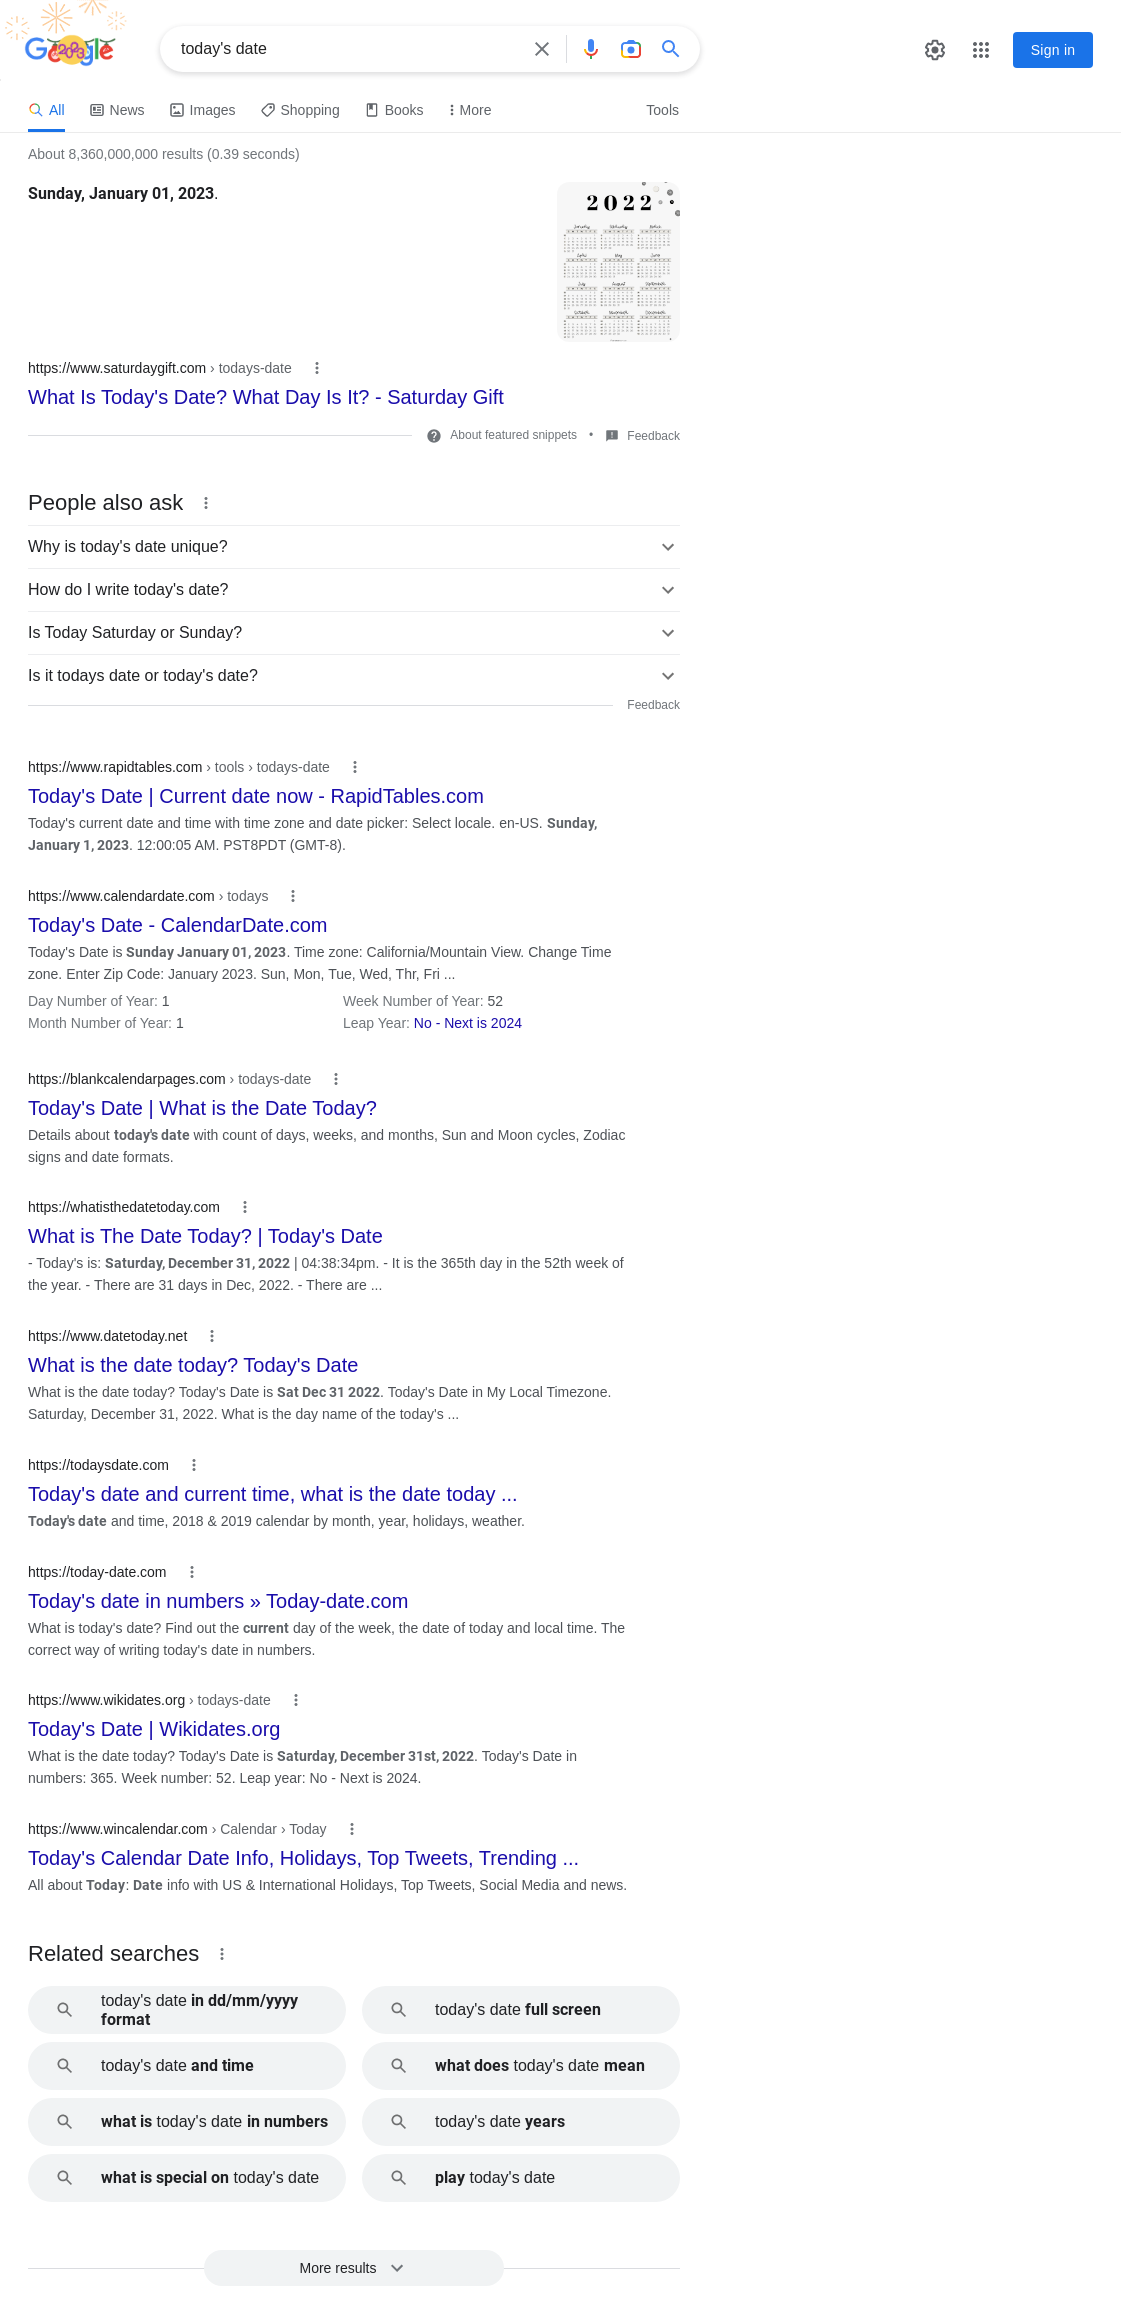 Google
2023
today's date
Sign in
All
News
Images
Shopping
Books
More
Tools
About 8,360,000,000 results (0.39 seconds)
Sunday, January 01, 2023.
2022
January February March
April May June
July August September
October November December
https://www.saturdaygift.com › todays-date
What Is Today's Date? What Day Is It? - Saturday Gift
About featured snippets • Feedback
People also ask
Why is today's date unique?
How do I write today's date?
Is Today Saturday or Sunday?
Is it todays date or today's date?
Feedback
https://www.rapidtables.com › tools › todays-date
Today's Date | Current date now - RapidTables.com
Today's current date and time with time zone and date picker: Select locale. en-US. Sunday,
January 1, 2023. 12:00:05 AM. PST8PDT (GMT-8).
https://www.calendardate.com › todays
Today's Date - CalendarDate.com
Today's Date is Sunday January 01, 2023. Time zone: California/Mountain View. Change Time
zone. Enter Zip Code: January 2023. Sun, Mon, Tue, Wed, Thr, Fri ...
Day Number of Year: 1 Week Number of Year: 52
Month Number of Year: 1 Leap Year: No - Next is 2024
https://blankcalendarpages.com › todays-date
Today's Date | What is the Date Today?
Details about today's date with count of days, weeks, and months, Sun and Moon cycles, Zodiac
signs and date formats.
https://whatisthedatetoday.com
What is The Date Today? | Today's Date
- Today's is: Saturday, December 31, 2022 | 04:38:34pm. - It is the 365th day in the 52th week of
the year. - There are 31 days in Dec, 2022. - There are ...
https://www.datetoday.net
What is the date today? Today's Date
What is the date today? Today's Date is Sat Dec 31 2022. Today's Date in My Local Timezone.
Saturday, December 31, 2022. What is the day name of the today's ...
https://todaysdate.com
Today's date and current time, what is the date today ...
Today's date and time, 2018 & 2019 calendar by month, year, holidays, weather.
https://today-date.com
Today's date in numbers » Today-date.com
What is today's date? Find out the current day of the week, the date of today and local time. The
correct way of writing today's date in numbers.
https://www.wikidates.org › todays-date
Today's Date | Wikidates.org
What is the date today? Today's Date is Saturday, December 31st, 2022. Today's Date in
numbers: 365. Week number: 52. Leap year: No - Next is 2024.
https://www.wincalendar.com › Calendar › Today
Today's Calendar Date Info, Holidays, Top Tweets, Trending ...
All about Today: Date info with US & International Holidays, Top Tweets, Social Media and news.
Related searches
today's date in dd/mm/yyyy
format
today's date full screen
today's date and time
what does today's date mean
what is today's date in numbers
today's date years
what is special on today's date
play today's date
More results